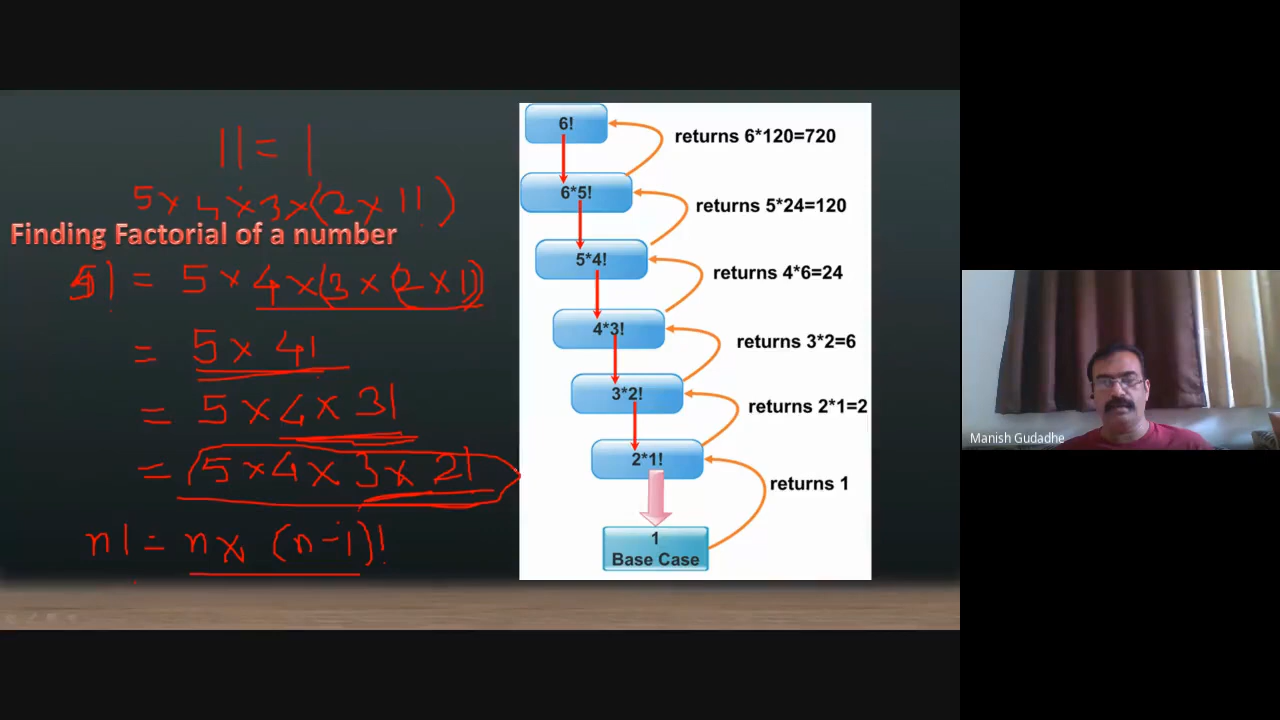 1! = 1
5 × 4 × 3 × (2 × 1!)
Finding Factorial of a number
5! = 5 × 4 × (3 × (2 × 1))
= 5 × 4!
= 5 × 4 × 3!
= 5 × 4 × 3 × 2!
n! = n × (n-1)!
6!
returns 6*120=720
6*5!
returns 5*24=120
5*4!
returns 4*6=24
4*3!
returns 3*2=6
3*2!
returns 2*1=2
2*1!
returns 1
1
Base Case
Manish Gudadhe